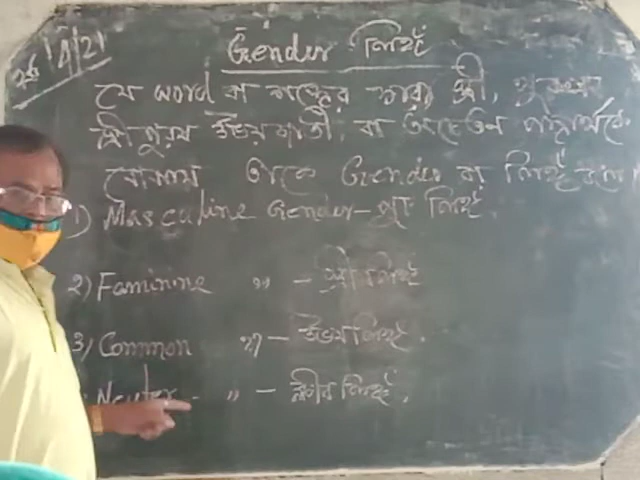 28/4/21
Gender লিঙ্গ
যে word বা শব্দের দ্বারা স্ত্রী, পুরুষ
স্ত্রী পুরুষ উভয়জাতী, বা অচেতন পদার্থকে
বোঝায় তাকে Gender বা লিঙ্গ বলে।
1) Masculine Gender - পুং লিঙ্গ.
2) Faminine " - স্ত্রী লিঙ্গ
3) Common " - উভয় লিঙ্গ.
Neuter - " - ক্লীব লিঙ্গ,